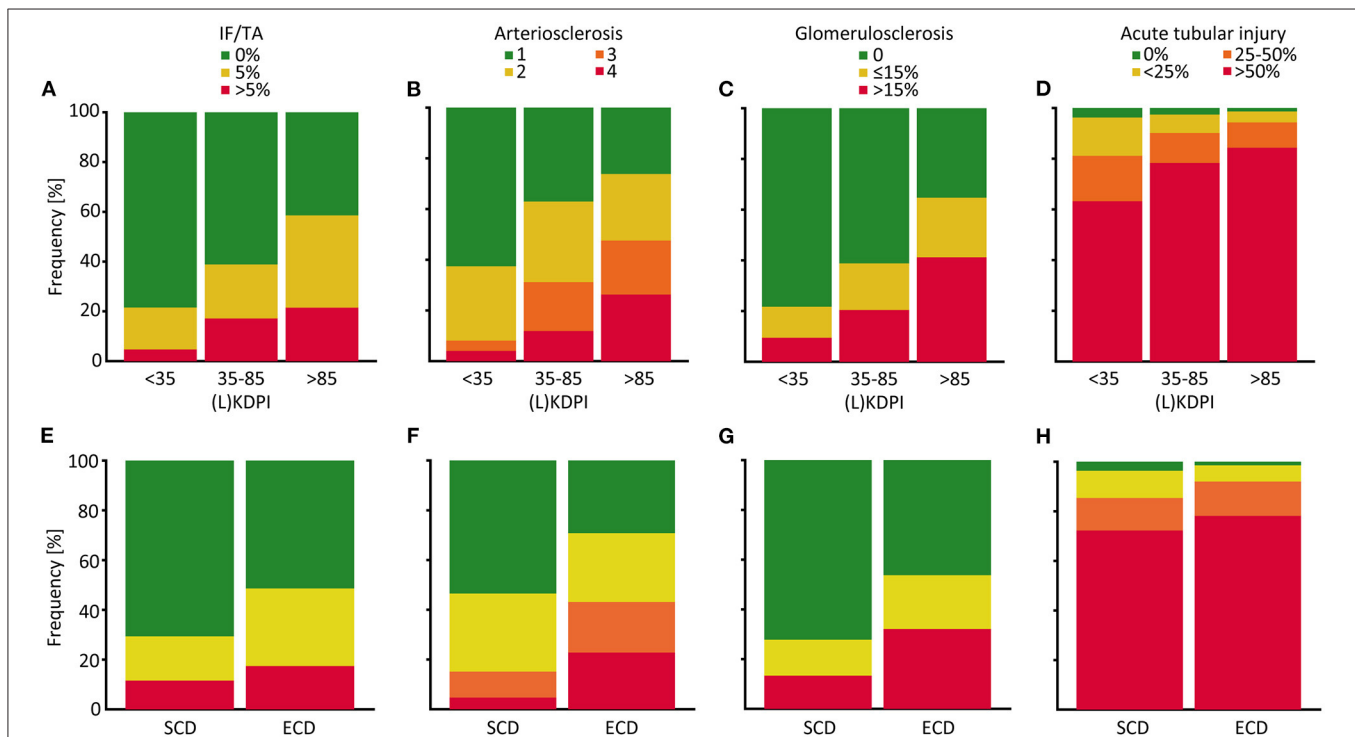 IF/TA
0%
5%
>5%
Arteriosclerosis
1 3
2 4
Glomerulosclerosis
0
≤15%
>15%
Acute tubular injury
0% 25-50%
<25% >50%
A
B
C
D
Frequency [%]
100
80
60
40
20
0
<35 35-85 >85
(L)KDPI
<35 35-85 >85
(L)KDPI
<35 35-85 >85
(L)KDPI
<35 35-85 >85
(L)KDPI
E
F
G
H
Frequency [%]
100
80
60
40
20
0
SCD ECD
SCD ECD
SCD ECD
SCD ECD